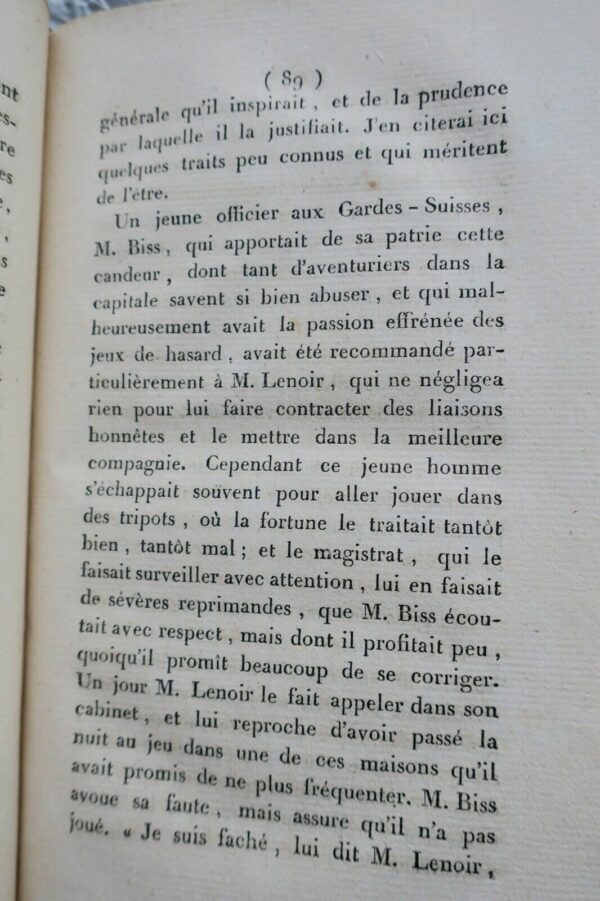 ( 89 )
générale qu'il inspirait, et de la prudence
par laquelle il la justifiait. J'en citerai ici
quelques traits peu connus et qui méritent
de l'être.
Un jeune officier aux Gardes-Suisses,
M. Biss, qui apportait de sa patrie cette
candeur, dont tant d'aventuriers dans la
capitale savent si bien abuser, et qui mal-
heureusement avait la passion effrénée des
jeux de hasard, avait été recommandé par-
ticulièrement à M. Lenoir, qui ne négligea
rien pour lui faire contracter des liaisons
honnêtes et le mettre dans la meilleure
compagnie. Cependant ce jeune homme
s'échappait souvent pour aller jouer dans
des tripots, où la fortune le traitait tantôt
bien, tantôt mal; et le magistrat, qui le
faisait surveiller avec attention, lui en faisait
de sévères reprimandes, que M. Biss écou-
tait avec respect, mais dont il profitait peu,
quoiqu'il promît beaucoup de se corriger.
Un jour M. Lenoir le fait appeler dans son
cabinet, et lui reproche d'avoir passé la
nuit au jeu dans une de ces maisons qu'il
avait promis de ne plus fréquenter. M. Biss
avoue sa faute, mais assure qu'il n'a pas
joué. « Je suis faché, lui dit M. Lenoir,